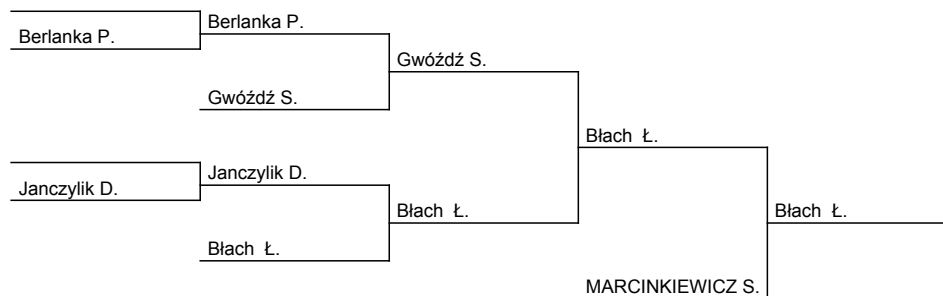 Berlanka P.
Berlanka P.
Gwóźdź S.
Gwóźdź S.
Błach Ł.
Janczylik D.
Janczylik D.
Błach Ł.
Błach Ł.
Błach Ł.
MARCINKIEWICZ S.